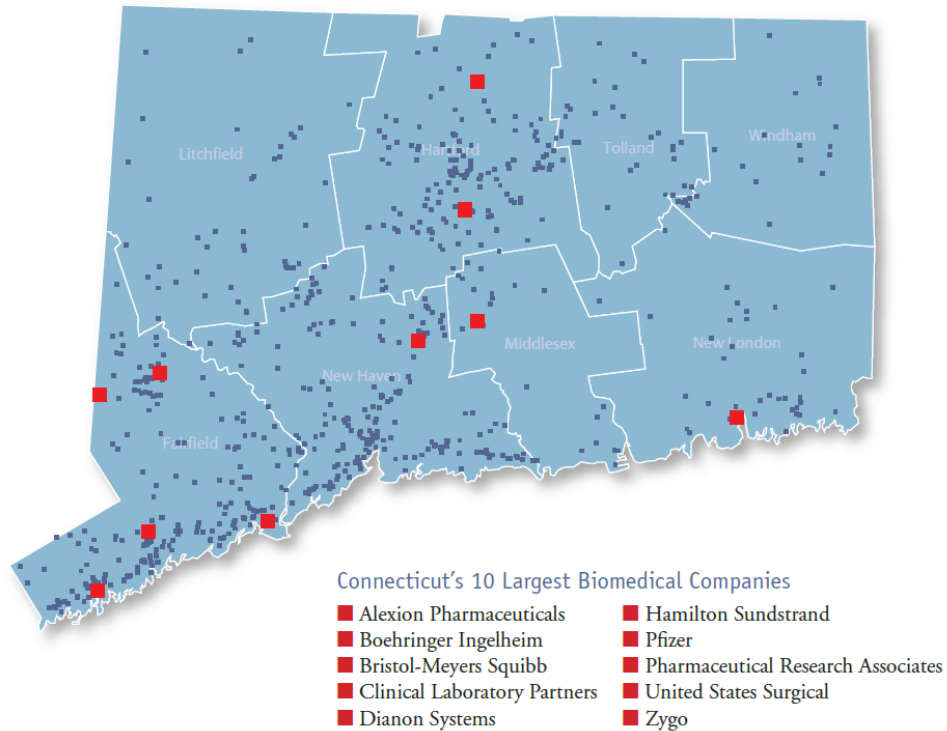 Litchfield
Hartford
Tolland
Windham
New Haven
Middlesex
New London
Fairfield
Connecticut's 10 Largest Biomedical Companies
Alexion Pharmaceuticals
Boehringer Ingelheim
Bristol-Meyers Squibb
Clinical Laboratory Partners
Dianon Systems
Hamilton Sundstrand
Pfizer
Pharmaceutical Research Associates
United States Surgical
Zygo